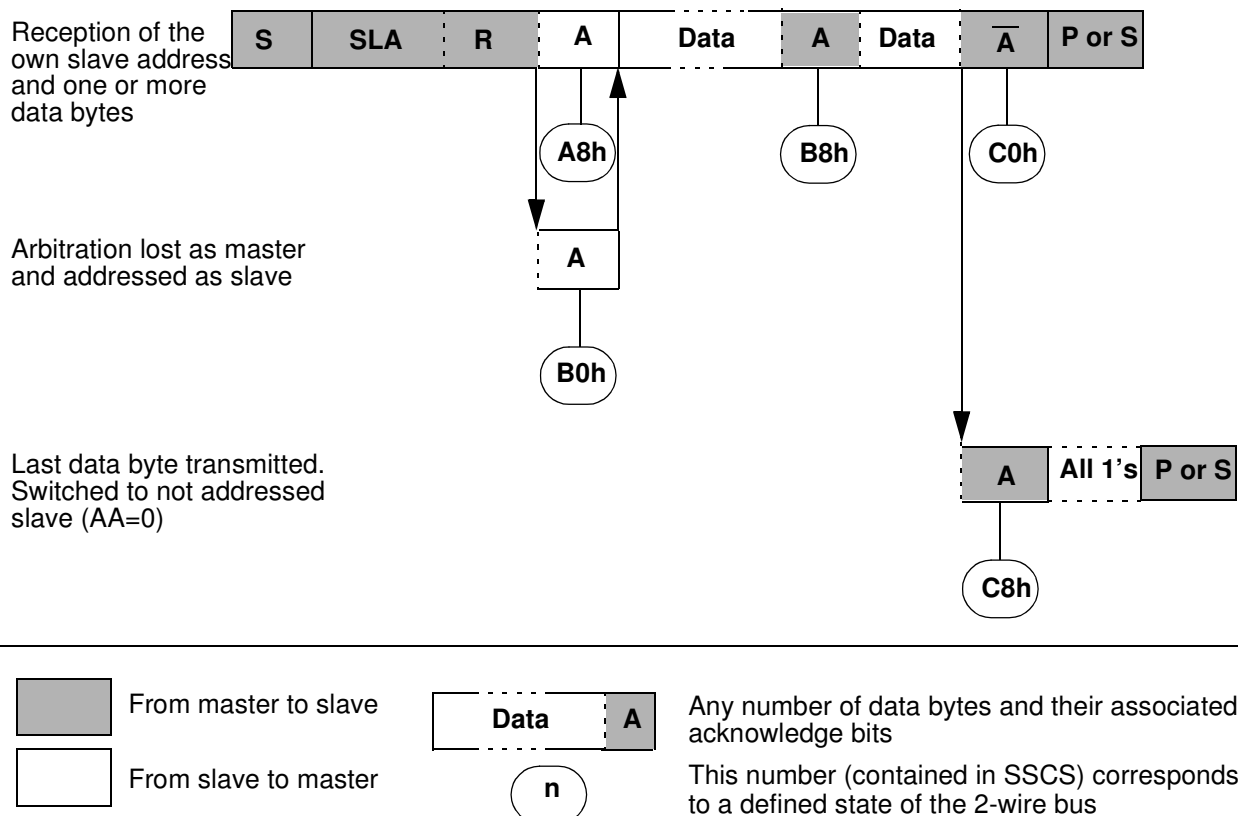 Reception of the
own slave address
and one or more
data bytes
S SLA R A Data A Data A̅ P or S
A8h B8h C0h
Arbitration lost as master
and addressed as slave
A
B0h
Last data byte transmitted.
Switched to not addressed
slave (AA=0)
A All 1's P or S
C8h
From master to slave
From slave to master
Data A
n
Any number of data bytes and their associated
acknowledge bits
This number (contained in SSCS) corresponds
to a defined state of the 2-wire bus